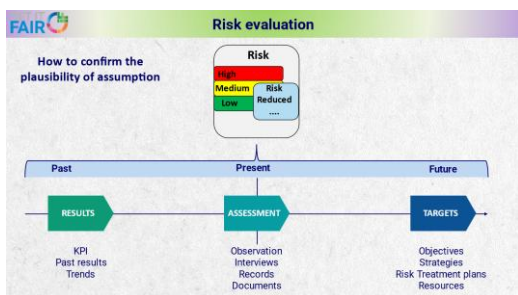 FAIR
Risk evaluation
How to confirm the
plausibility of assumption
Risk
High
Medium
Low
Risk
Reduced
....
Past
Present
Future
RESULTS
ASSESSMENT
TARGETS
KPI
Past results
Trends
Observation
Interviews
Records
Documents
Objectives
Strategies
Risk Treatment plans
Resources